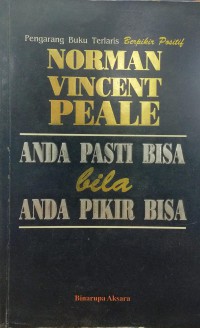 Pengarang Buku Terlaris Berpikir Positif
NORMAN
VINCENT
PEALE
ANDA PASTI BISA
bila
ANDA PIKIR BISA
Binarupa Aksara